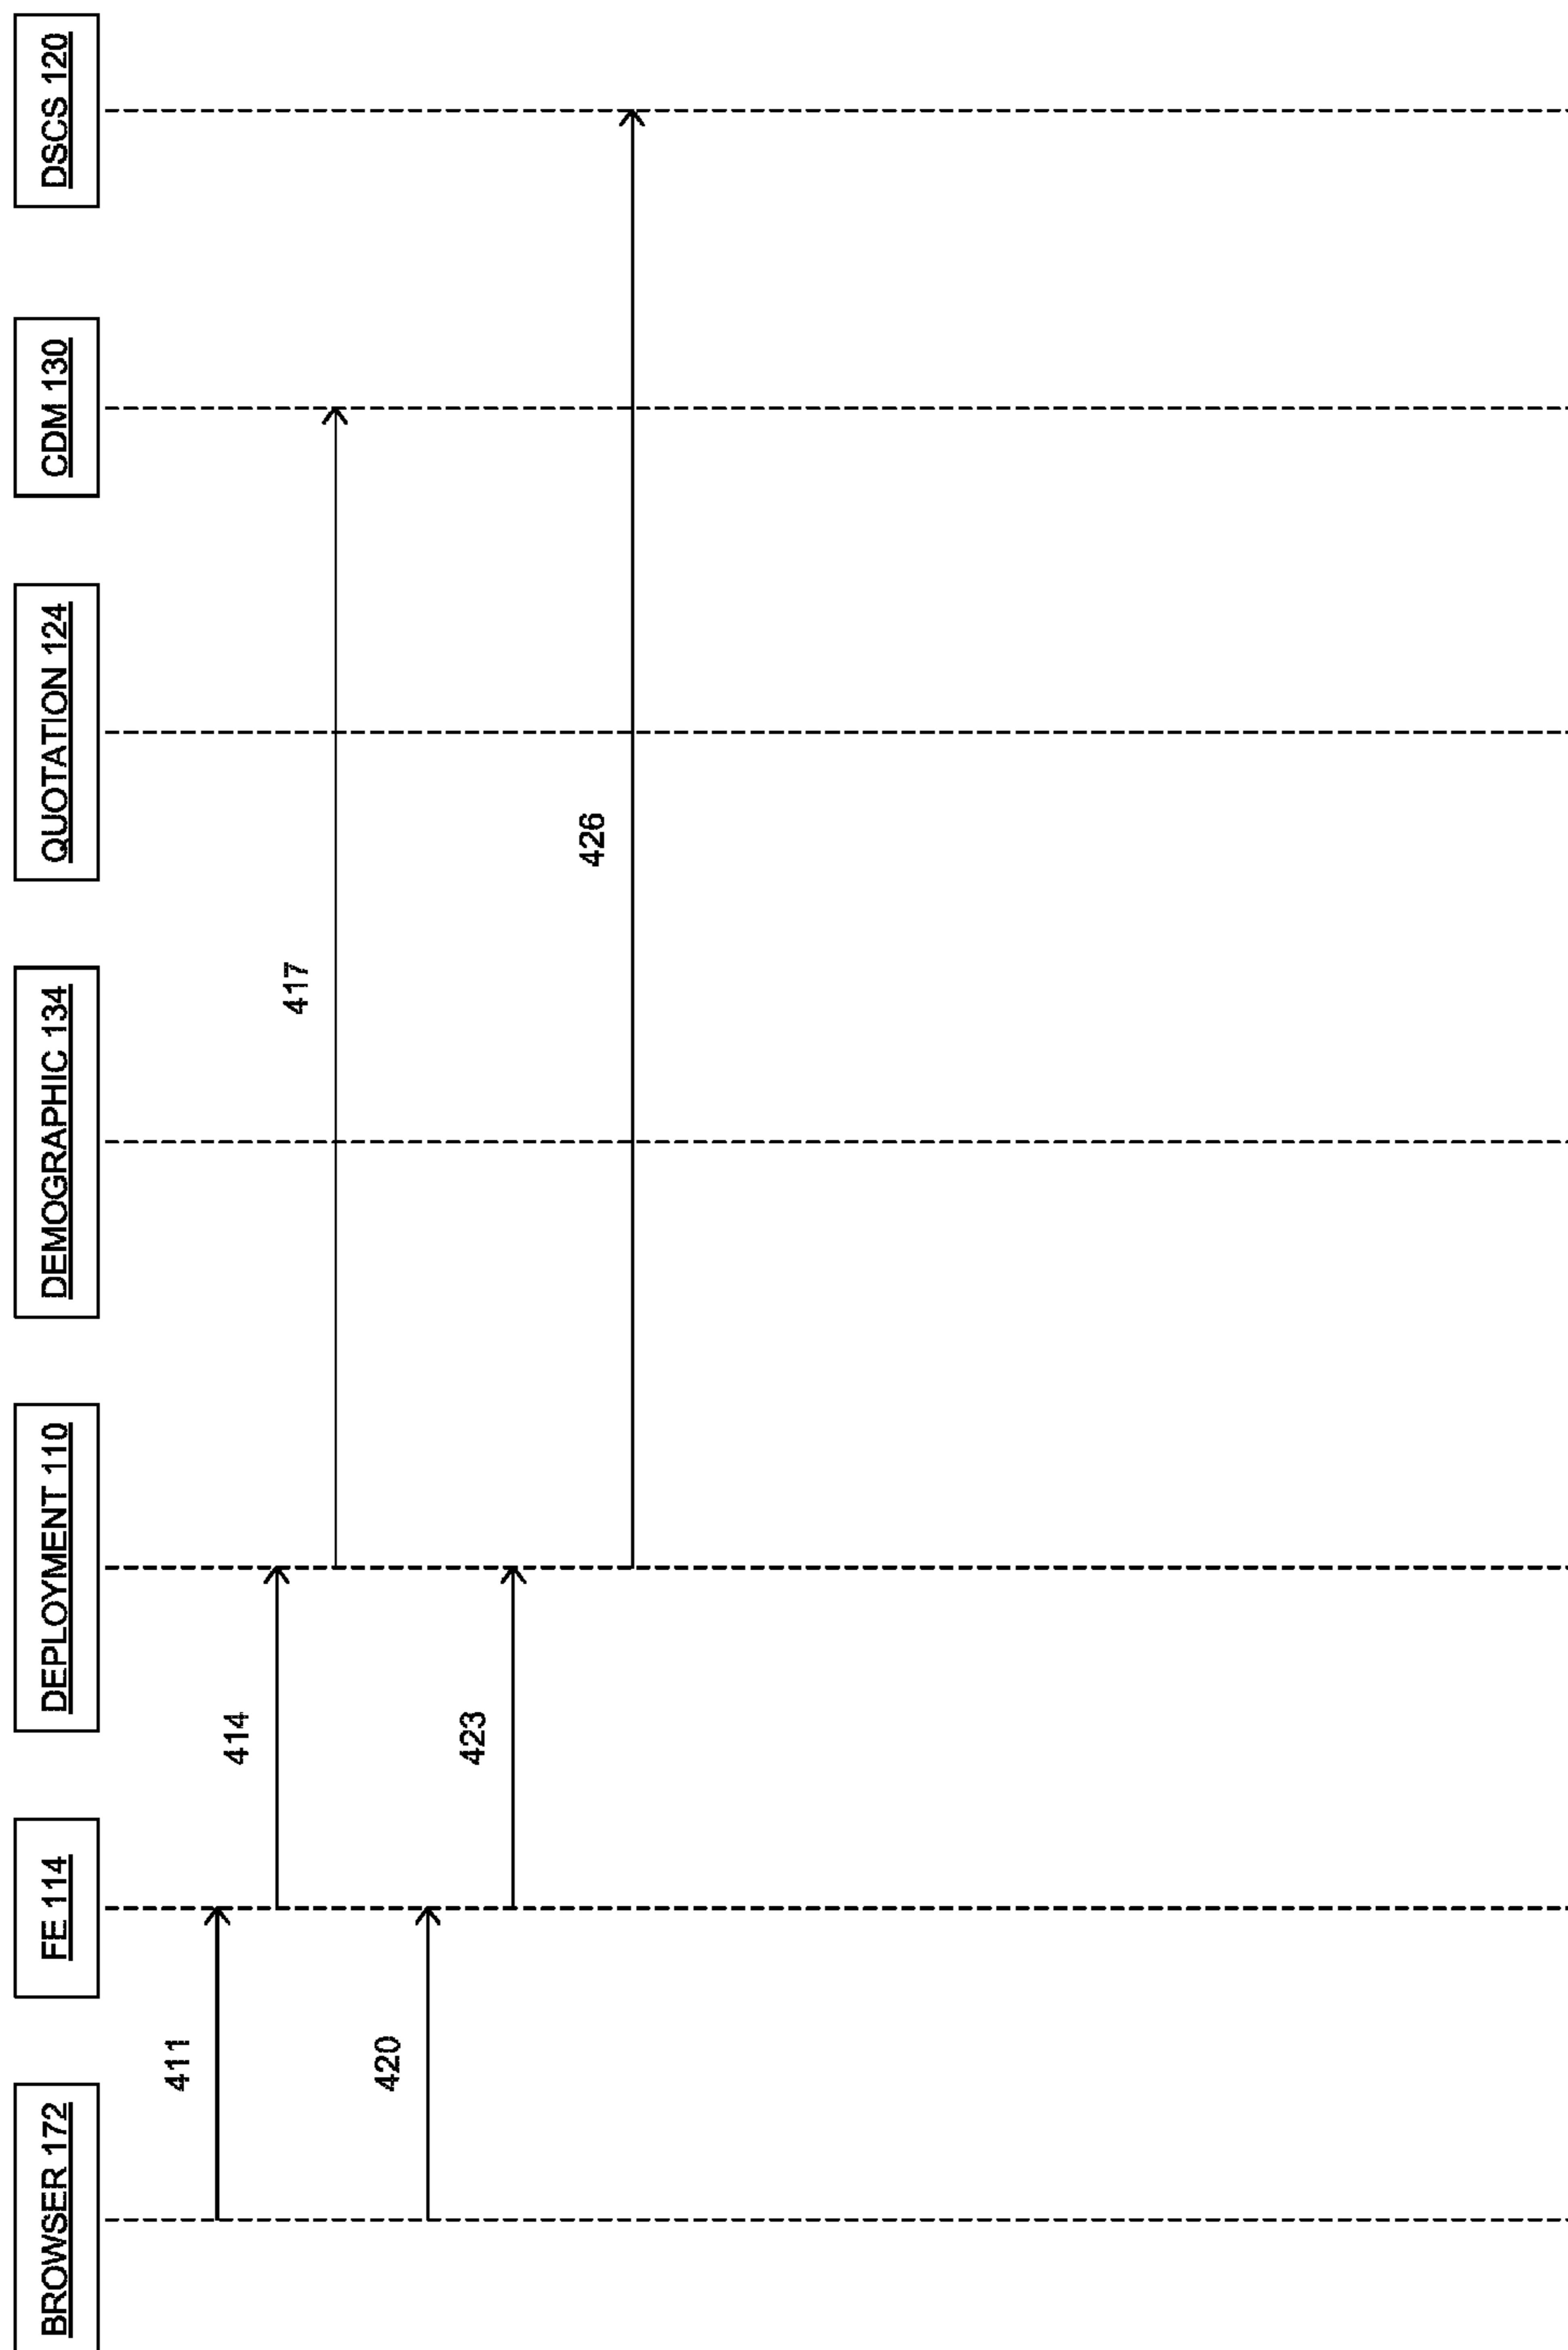 BROWSER 172
FE 114
DEPLOYMENT 110
DEMOGRAPHIC 134
QUOTATION 124
CDM 130
DSCS 120
411
414
417
420
423
426